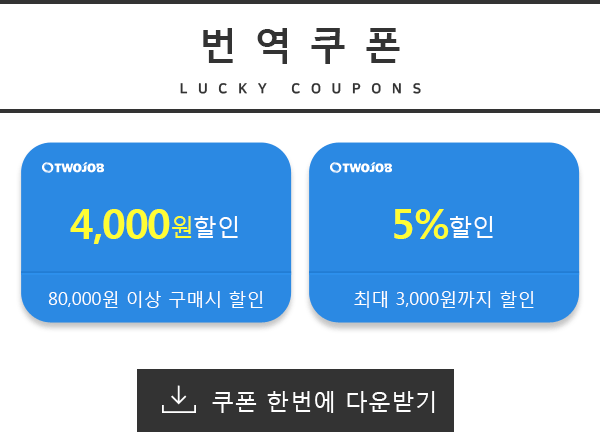 번역쿠폰
LUCKY COUPONS
OTWOJOB
4,000원할인
80,000원 이상 구매시 할인
OTWOJOB
5%할인
최대 3,000원까지 할인
쿠폰 한번에 다운받기